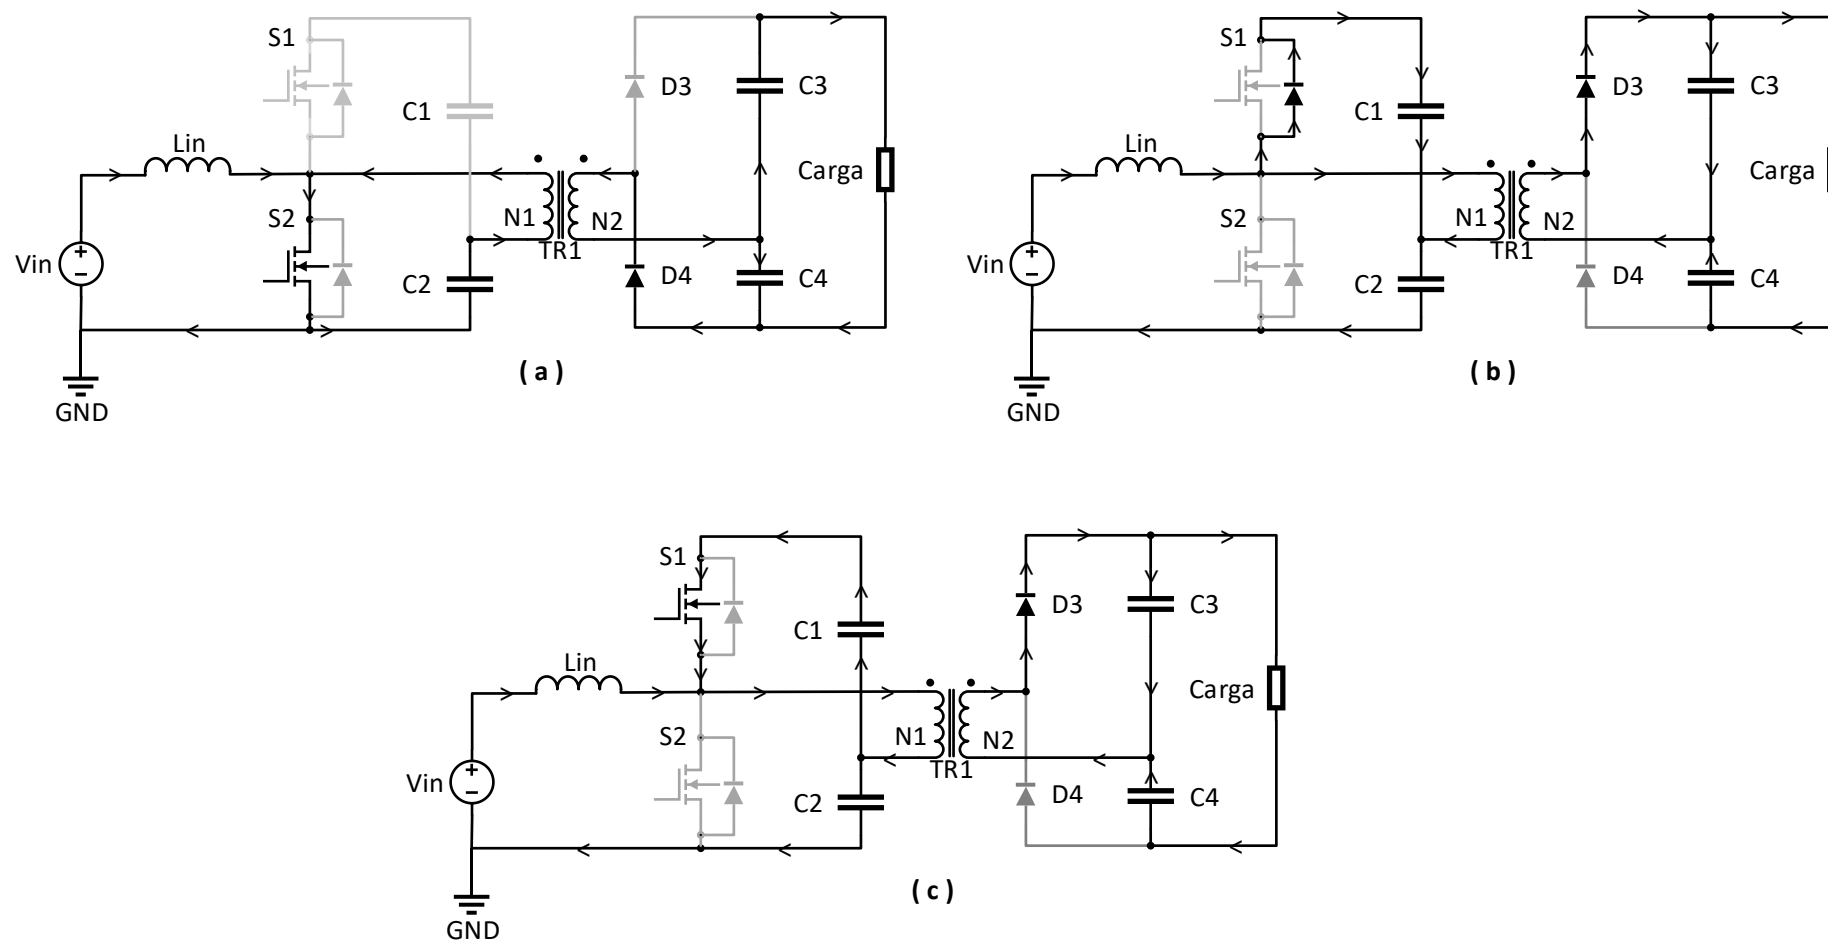 S1
D3
C3
C1
Lin
Carga
S2
N1
N2
TR1
Vin
C2
D4
C4
GND
( a )
S1
D3
C3
C1
Lin
Carga
S2
N1
N2
TR1
Vin
C2
D4
C4
GND
( b )
S1
D3
C3
C1
Lin
Carga
S2
N1
N2
TR1
Vin
C2
D4
C4
GND
( c )